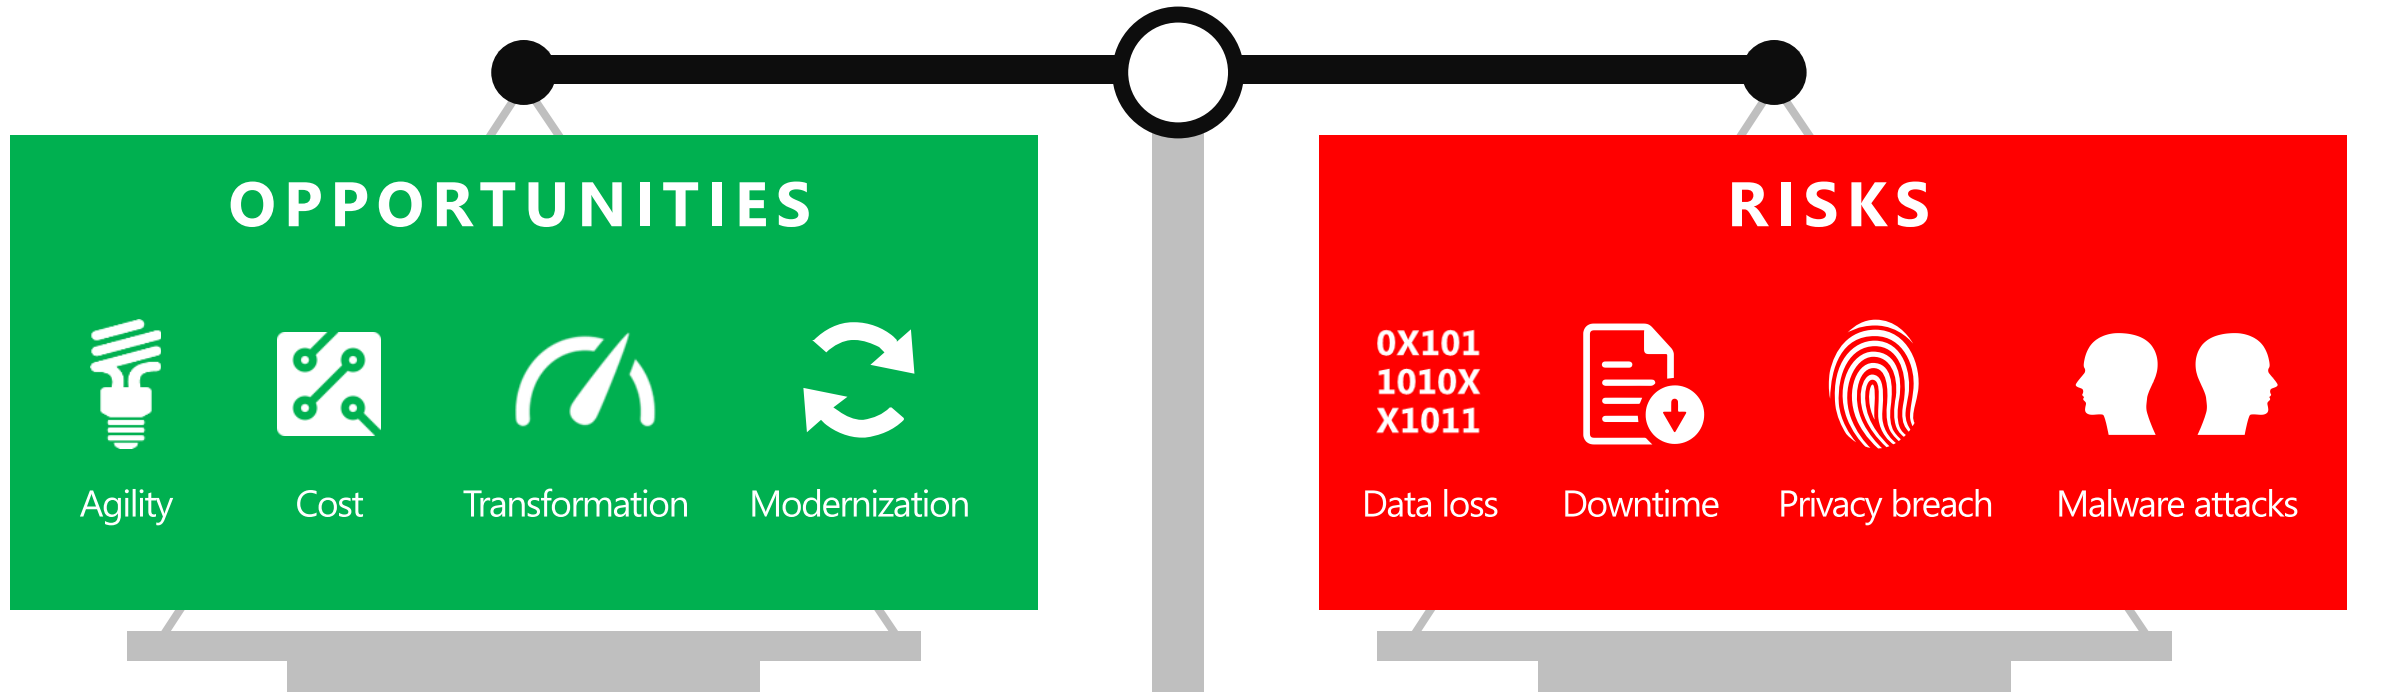 OPPORTUNITIES
Agility
Cost
Transformation
Modernization
RISKS
0X101
1010X
X1011
Data loss
Downtime
Privacy breach
Malware attacks